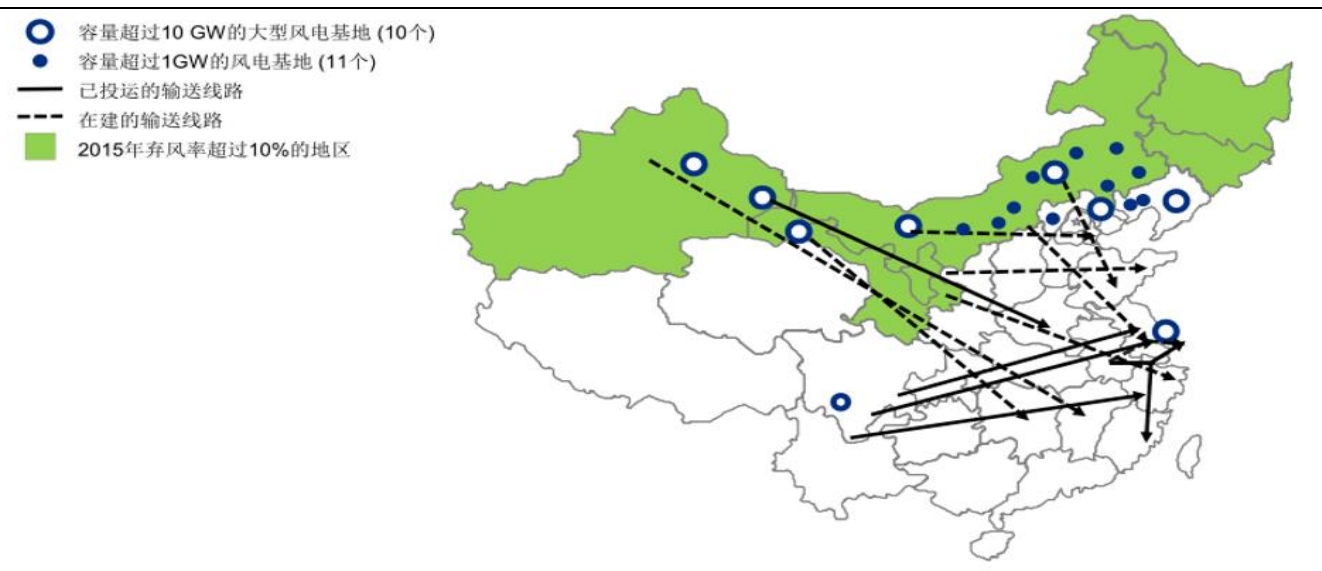 容量超过10 GW的大型风电基地 (10个)
容量超过1GW的风电基地 (11个)
已投运的输送线路
在建的输送线路
2015年弃风率超过10%的地区